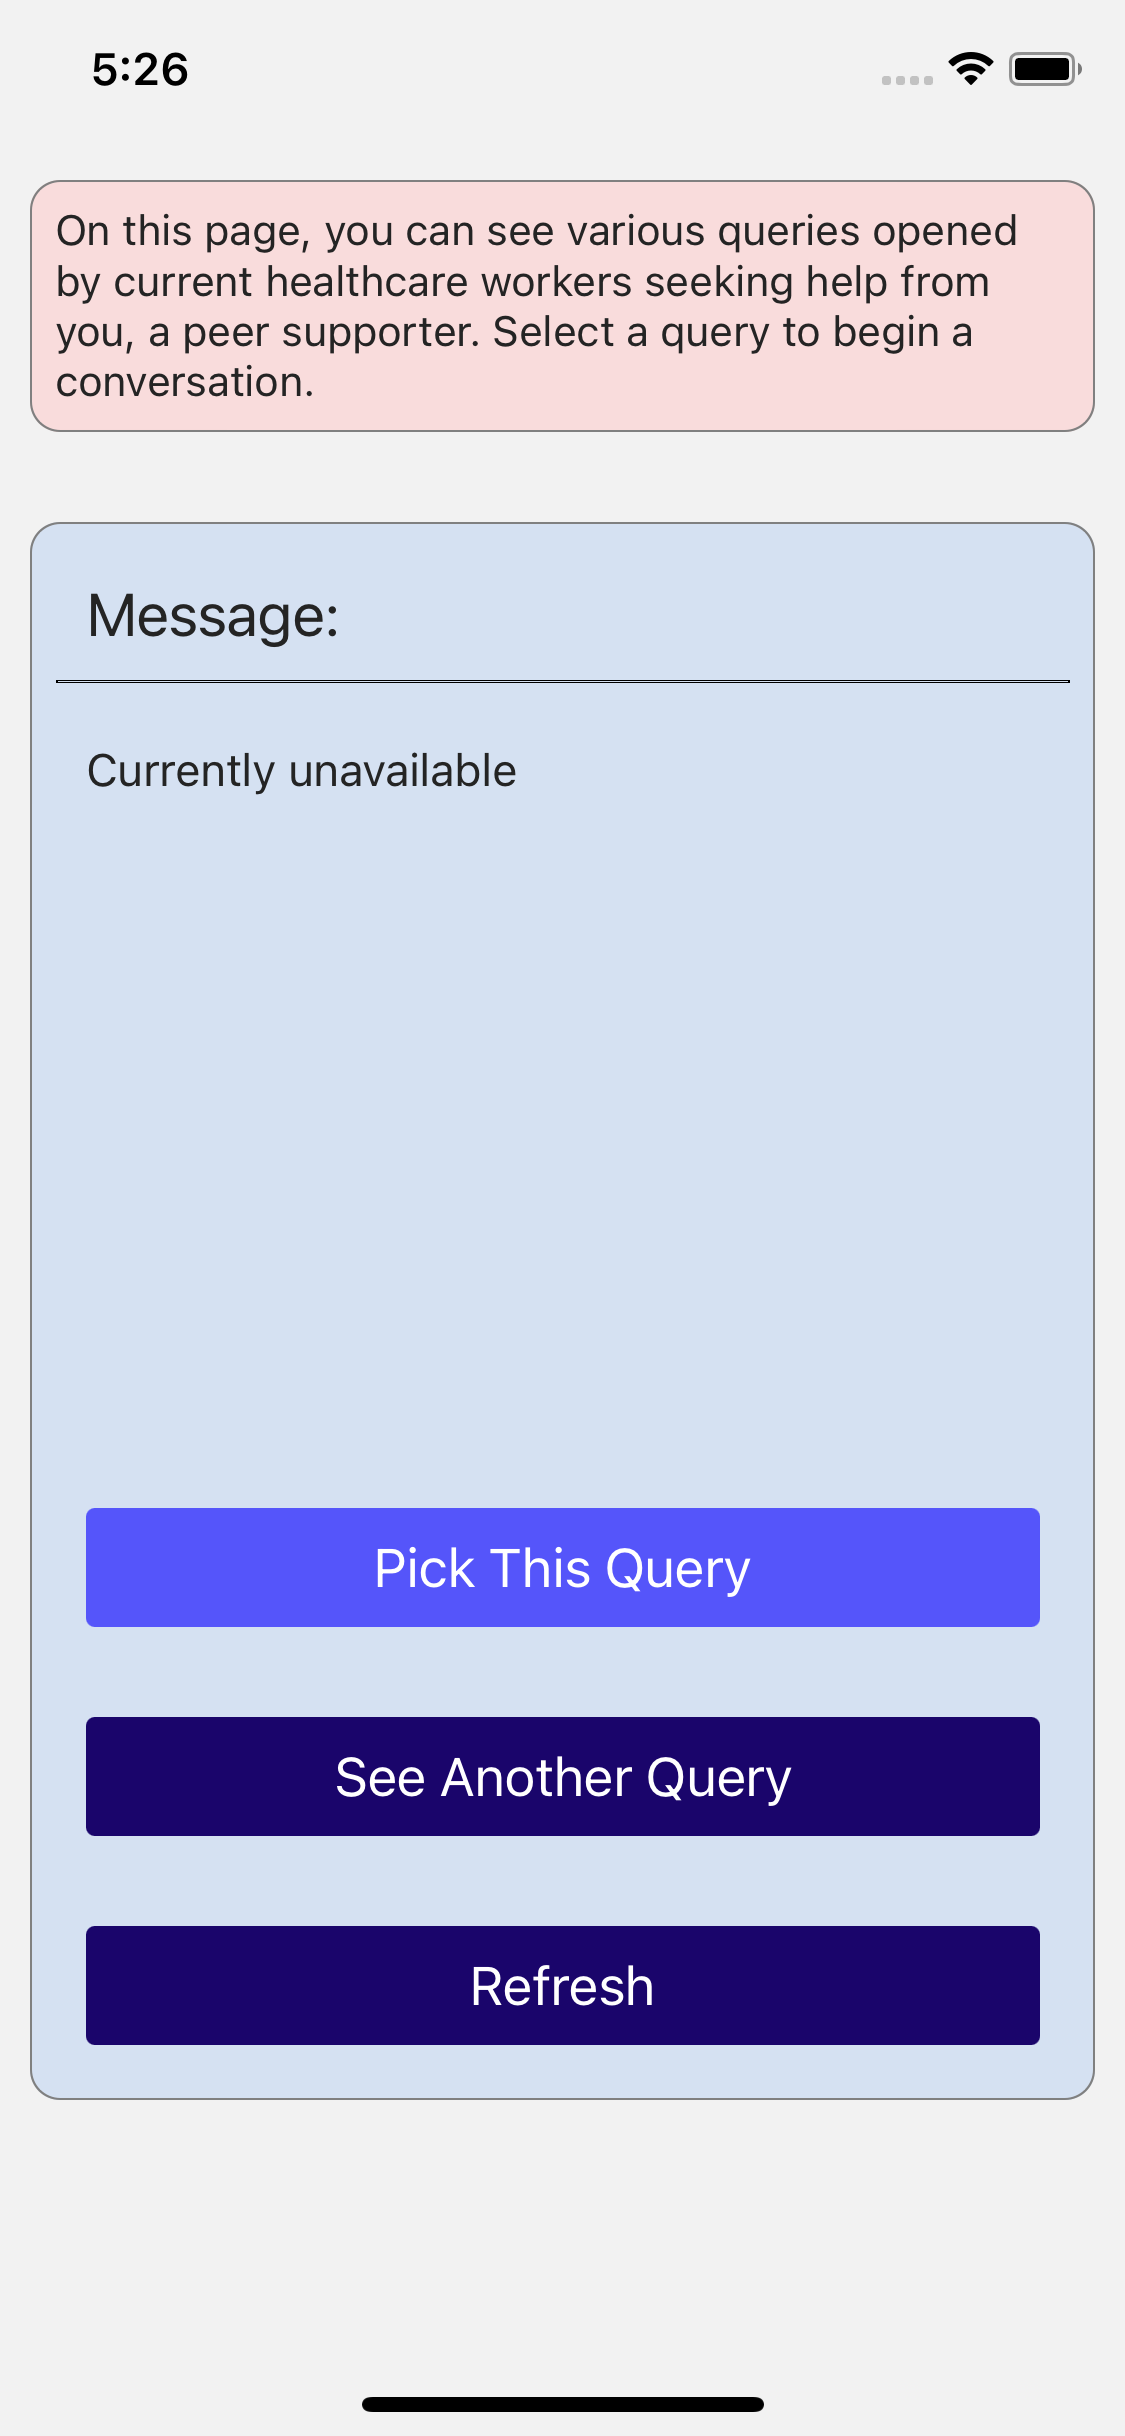 5:26
On this page, you can see various queries opened
by current healthcare workers seeking help from
you, a peer supporter. Select a query to begin a
conversation.
Message:
Currently unavailable
Pick This Query
See Another Query
Refresh